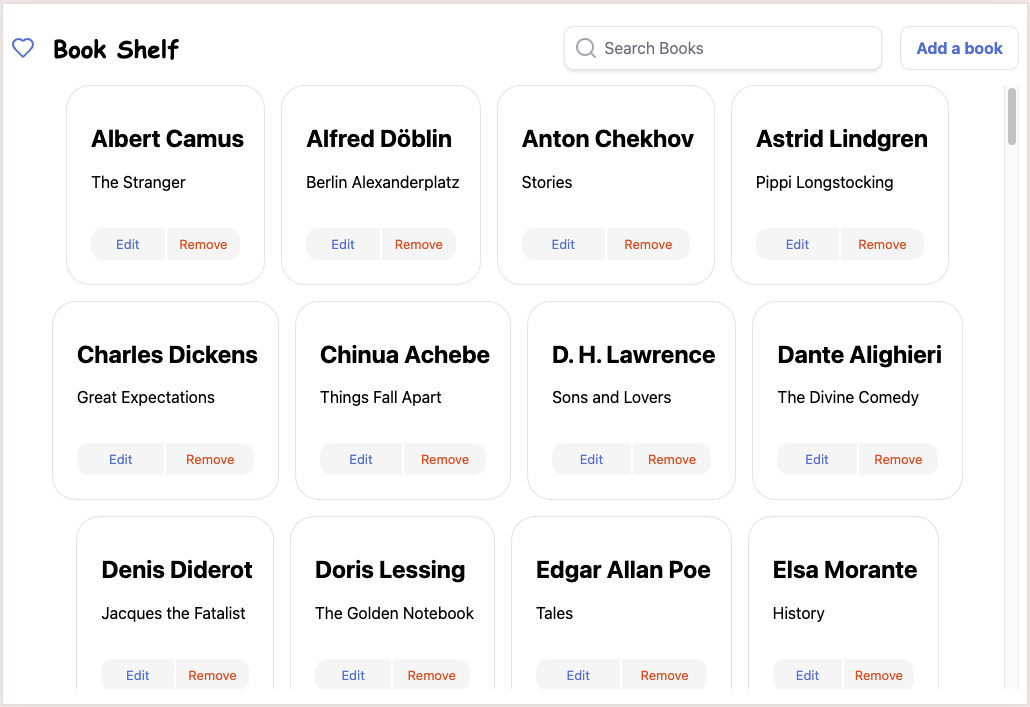 Book Shelf
Search Books
Add a book
Albert Camus
The Stranger
Edit Remove
Alfred Döblin
Berlin Alexanderplatz
Edit Remove
Anton Chekhov
Stories
Edit Remove
Astrid Lindgren
Pippi Longstocking
Edit Remove
Charles Dickens
Great Expectations
Edit Remove
Chinua Achebe
Things Fall Apart
Edit Remove
D. H. Lawrence
Sons and Lovers
Edit Remove
Dante Alighieri
The Divine Comedy
Edit Remove
Denis Diderot
Jacques the Fatalist
Edit Remove
Doris Lessing
The Golden Notebook
Edit Remove
Edgar Allan Poe
Tales
Edit Remove
Elsa Morante
History
Edit Remove